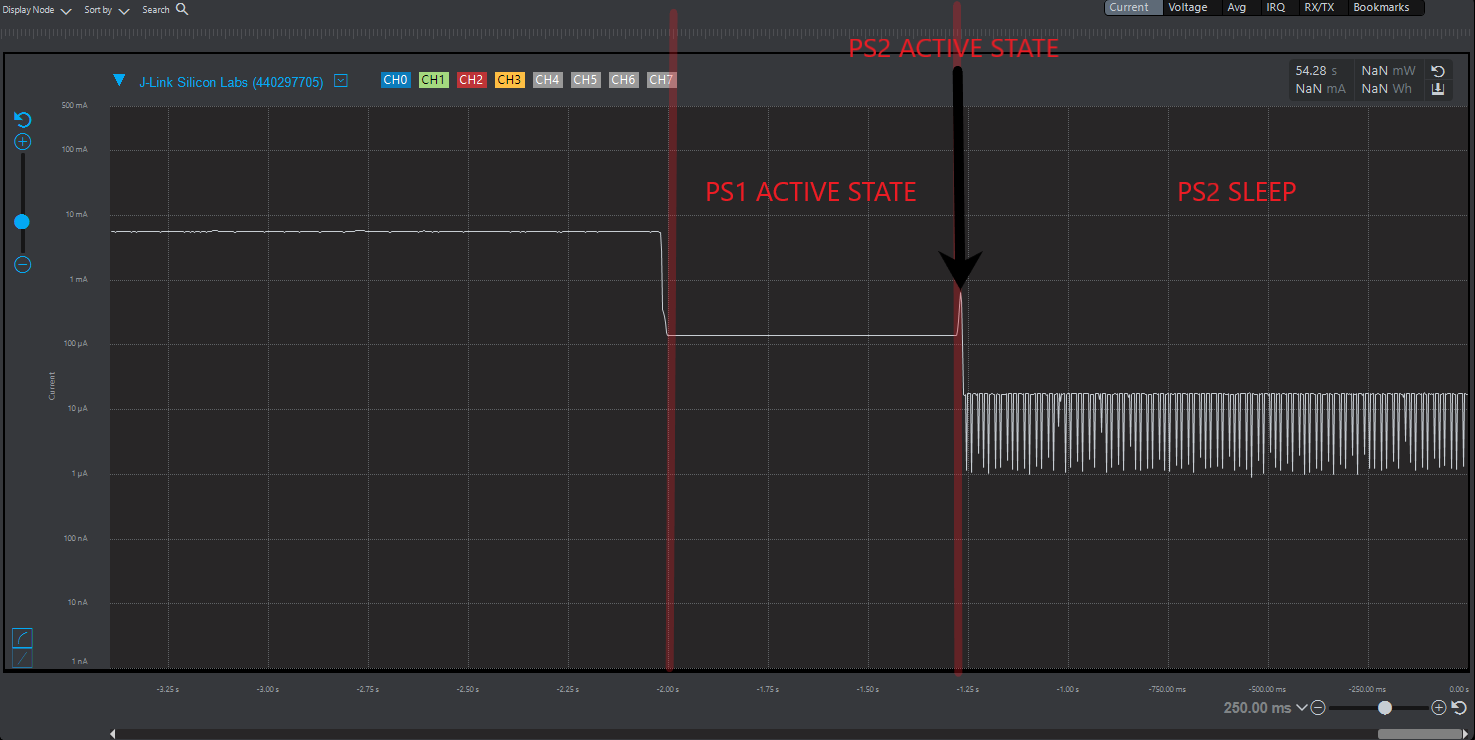 Display Node Sort by Search Current Voltage Avg IRQ RX/TX Bookmarks
PS2 ACTIVE STATE
J-Link Silicon Labs (440297705) CH0 CH1 CH2 CH3 CH4 CH5 CH6 CH7
54.28 s NaN mW
NaN mA NaN Wh
500 mA
100 mA
PS1 ACTIVE STATE PS2 SLEEP
10 mA
1 mA
100 µA
Current
10 µA
1 µA
100 nA
10 nA
1 nA
-3.25 s -3.00 s -2.75 s -2.50 s -2.25 s -2.00 s -1.75 s -1.50 s -1.25 s -1.00 s -750.00 ms -500.00 ms -250.00 ms 0.00 s
250.00 ms